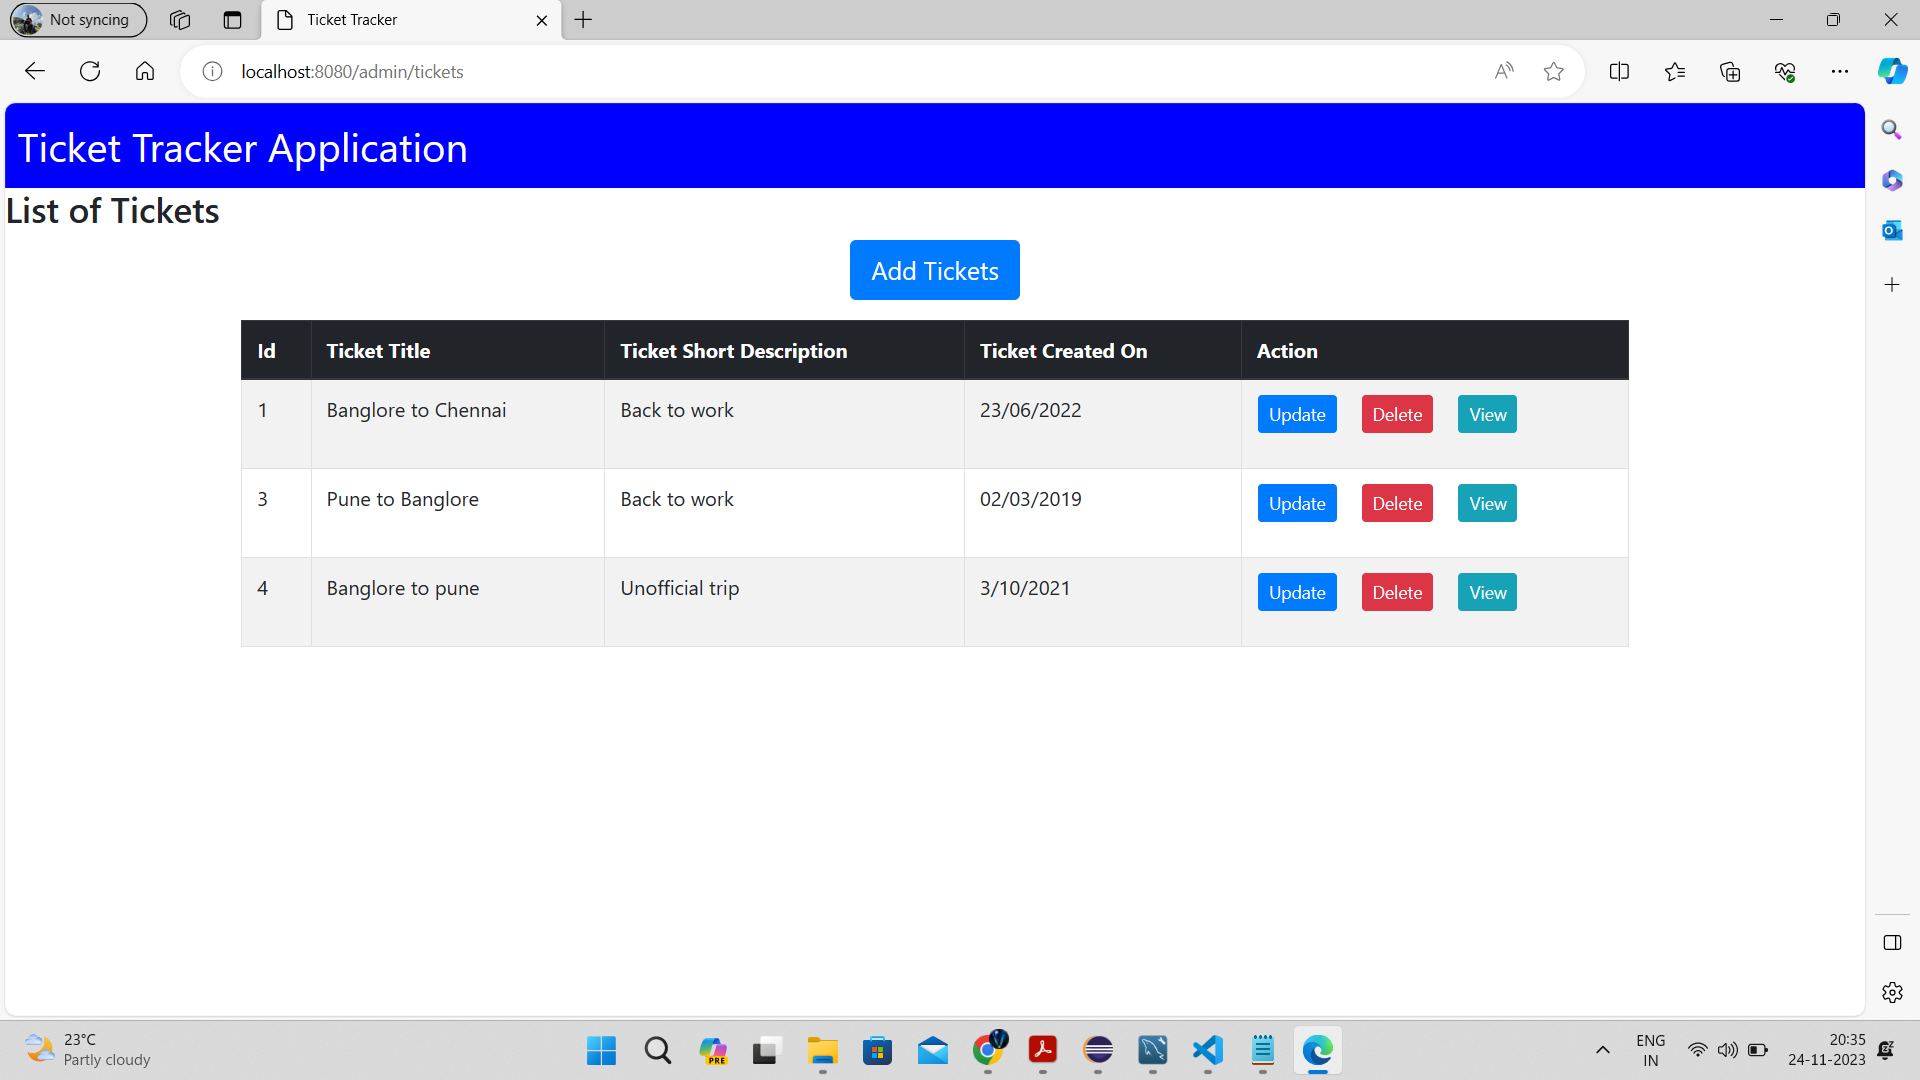 Not syncing
Ticket Tracker
localhost:8080/admin/tickets
Ticket Tracker Application
List of Tickets
Add Tickets
Id Ticket Title Ticket Short Description Ticket Created On Action
1 Banglore to Chennai Back to work 23/06/2022 Update Delete View
3 Pune to Banglore Back to work 02/03/2019 Update Delete View
4 Banglore to pune Unofficial trip 3/10/2021 Update Delete View
23°C
Partly cloudy
PRE
ENG
IN
20:35
24-11-2023